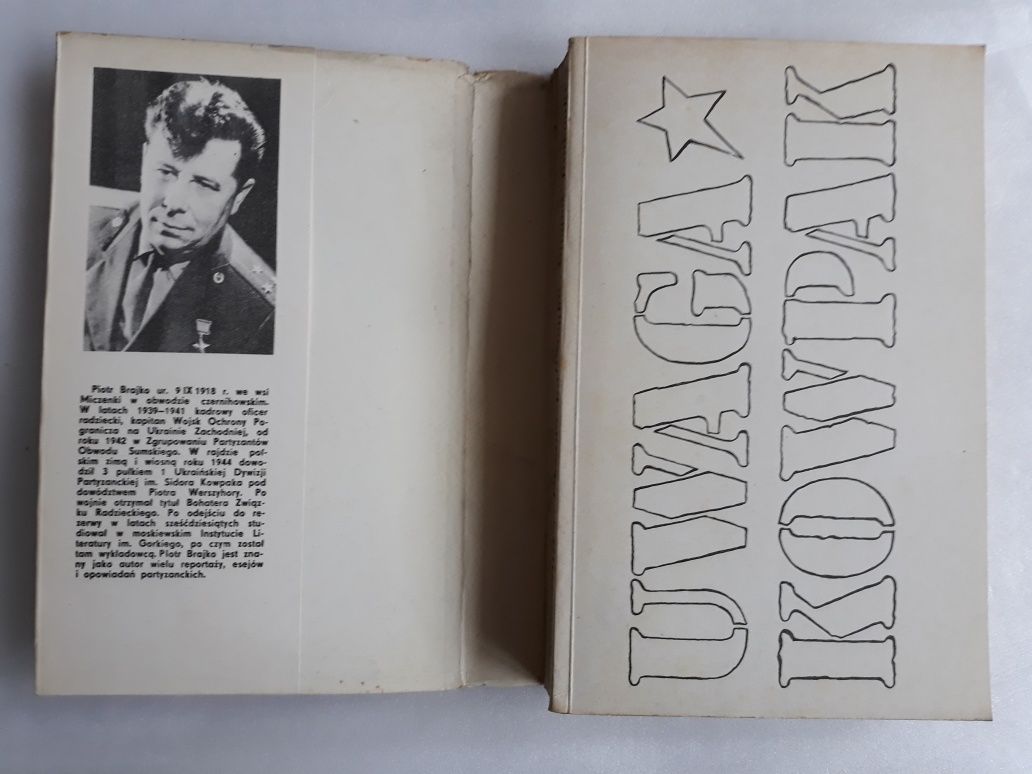 Piotr Brajko ur. 9 IX 1918 r. we wsi
Miczenki w obwodzie czernihowskim.
W latach 1939—1941 kadrowy oficer
radziecki, kapitan Wojsk Ochrony Po-
granicza na Ukrainie Zachodniej, od
roku 1942 w Zgrupowaniu Partyzantów
Obwodu Sumskiego. W rajdzie pol-
skim zimą i wiosną roku 1944 dowo-
dził 3 pułkiem 1 Ukraińskiej Dywizji
Partyzanckiej im. Sidora Kowpaka pod
dowództwem Piotra Werszyhory. Po
wojnie otrzymał tytuł Bohatera Związ-
ku Radzieckiego. Po odejściu do re-
zerwy w latach sześćdziesiątych stu-
diował w moskiewskim Instytucie Li-
teratury im. Gorkiego, po czym został
tam wykładowcą. Piotr Brajko jest zna-
ny jako autor wielu reportaży, esejów
i opowiadań partyzanckich.
UWAGA
KOWPAK